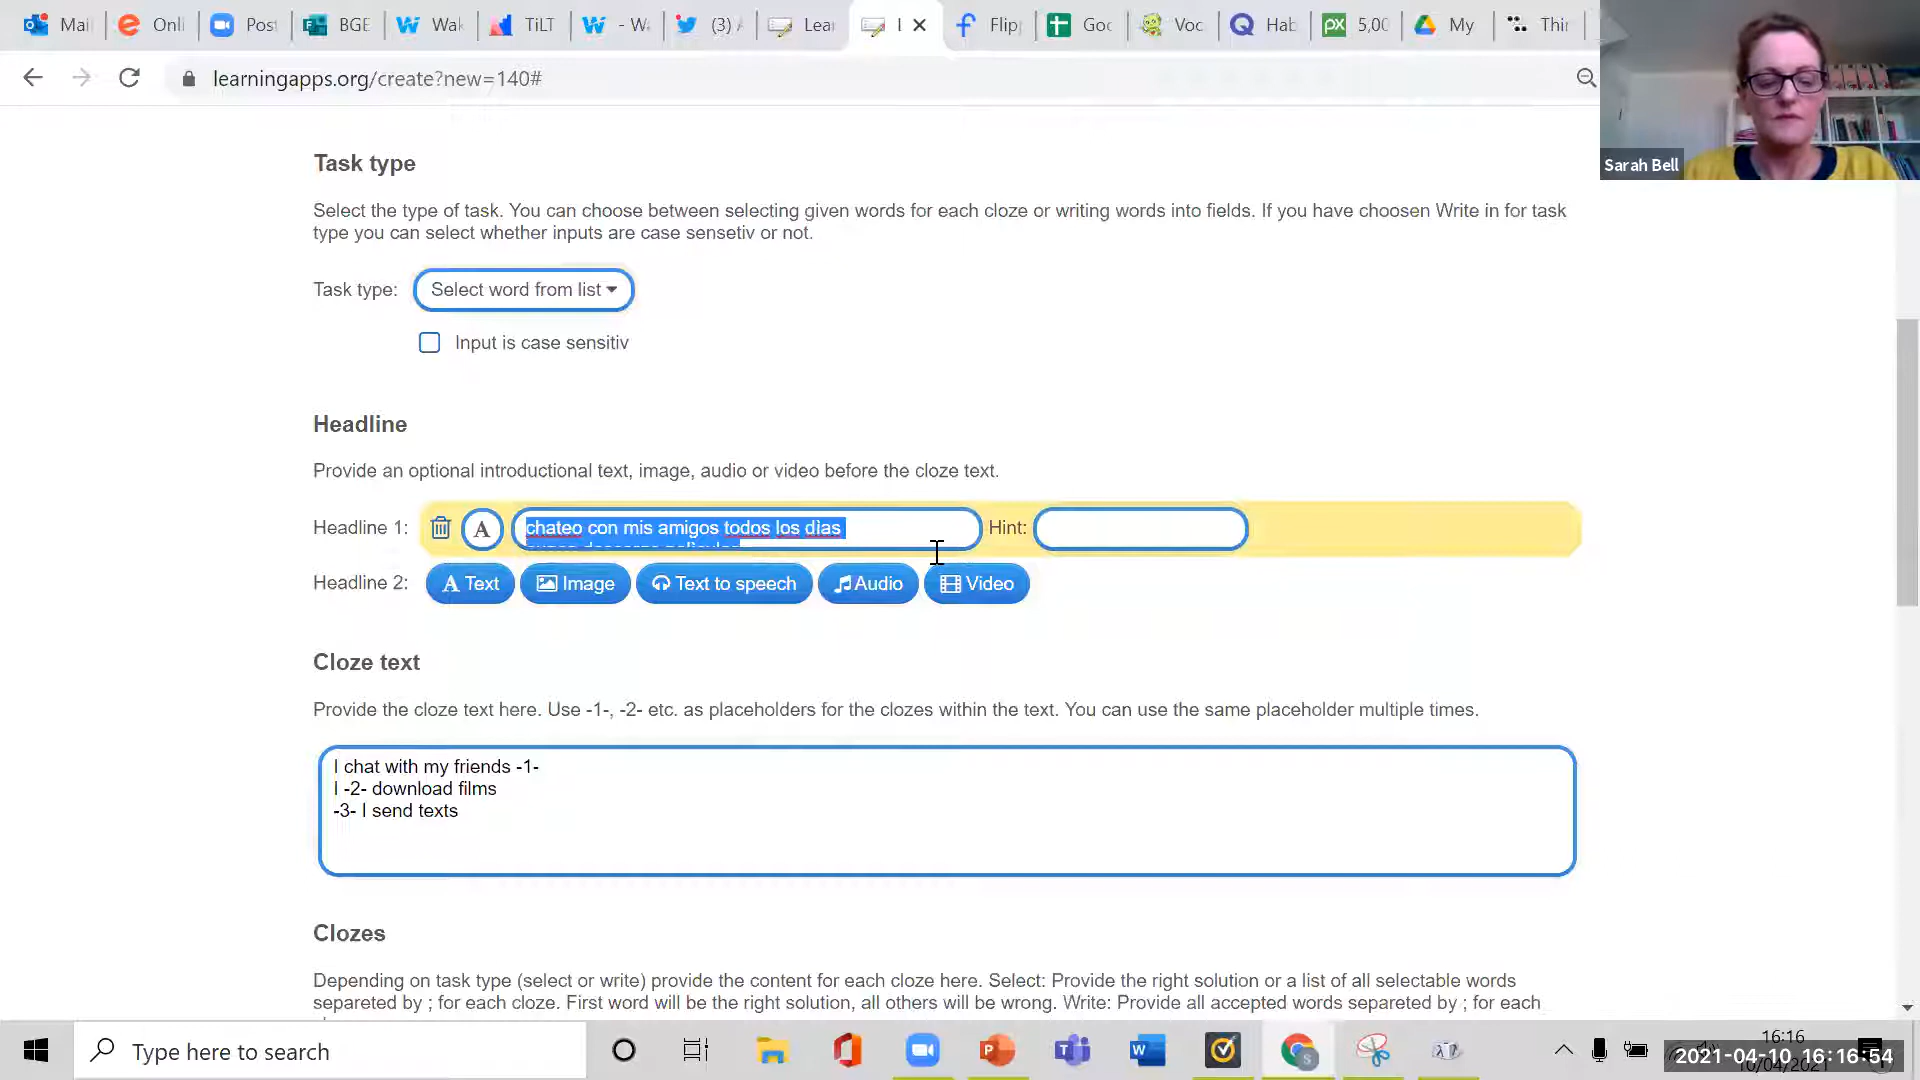 Mai
Onli
Post
BGE
Wak
TILT
- Wa
(3)
Lear
Flip
Goo
Voc
Hab
5,00
My
Thin
learningapps.org/create?new=140#
Sarah Bell
Task type
Select the type of task. You can choose between selecting given words for each cloze or writing words into fields. If you have choosen Write in for task
type you can select whether inputs are case sensetiv or not.
Task type: Select word from list
Input is case sensitiv
Headline
Provide an optional introductional text, image, audio or video before the cloze text.
Headline 1: A chateo con mis amigos todos los dìas Hint:
Headline 2: A Text Image Text to speech Audio Video
Cloze text
Provide the cloze text here. Use -1-, -2- etc. as placeholders for the clozes within the text. You can use the same placeholder multiple times.
I chat with my friends -1-
I -2- download films
-3- I send texts
Clozes
Depending on task type (select or write) provide the content for each cloze here. Select: Provide the right solution or a list of all selectable words
separeted by ; for each cloze. First word will be the right solution, all others will be wrong. Write: Provide all accepted words separeted by ; for each
Type here to search
16:16
2021-04-10 16:16:54